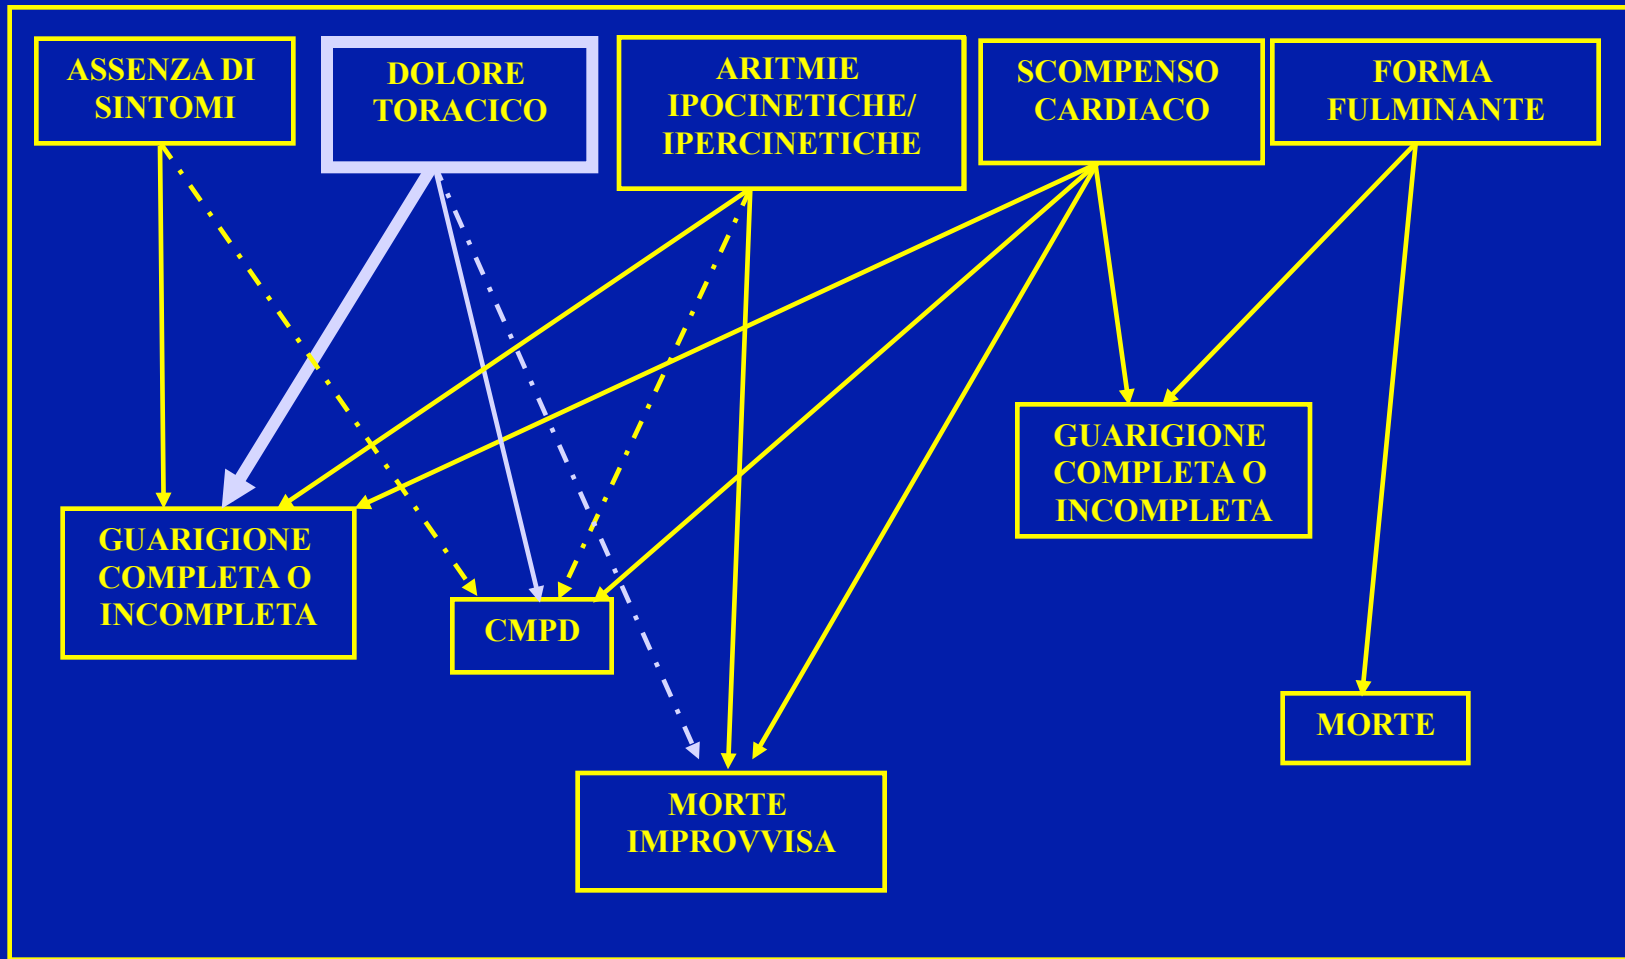 ASSENZA DI
SINTOMI
DOLORE
TORACICO
ARITMIE
IPOCINETICHE/
IPERCINETICHE
SCOMPENSO
CARDIACO
FORMA
FULMINANTE
GUARIGIONE
COMPLETA O
INCOMPLETA
GUARIGIONE
COMPLETA O
INCOMPLETA
CMPD
MORTE
MORTE
IMPROVVISA